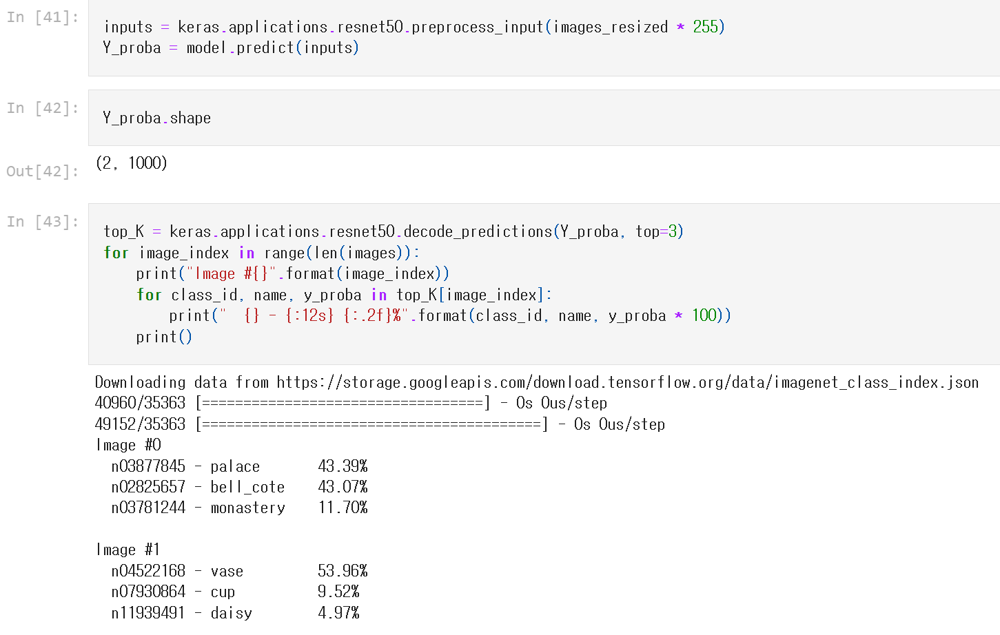 In [41]:
inputs = keras.applications.resnet50.preprocess_input(images_resized * 255)
Y_proba = model.predict(inputs)
In [42]:
Y_proba.shape
Out[42]:
(2, 1000)
In [43]:
top_K = keras.applications.resnet50.decode_predictions(Y_proba, top=3)
for image_index in range(len(images)):
    print("Image #{}".format(image_index))
    for class_id, name, y_proba in top_K[image_index]:
        print("  {} - {:12s} {:.2f}%".format(class_id, name, y_proba * 100))
    print()
Downloading data from https://storage.googleapis.com/download.tensorflow.org/data/imagenet_class_index.json
40960/35363 [==================================] - 0s 0us/step
49152/35363 [=========================================] - 0s 0us/step
Image #0
  n03877845 - palace       43.39%
  n02825657 - bell_cote    43.07%
  n03781244 - monastery    11.70%
Image #1
  n04522168 - vase         53.96%
  n07930864 - cup          9.52%
  n11939491 - daisy        4.97%